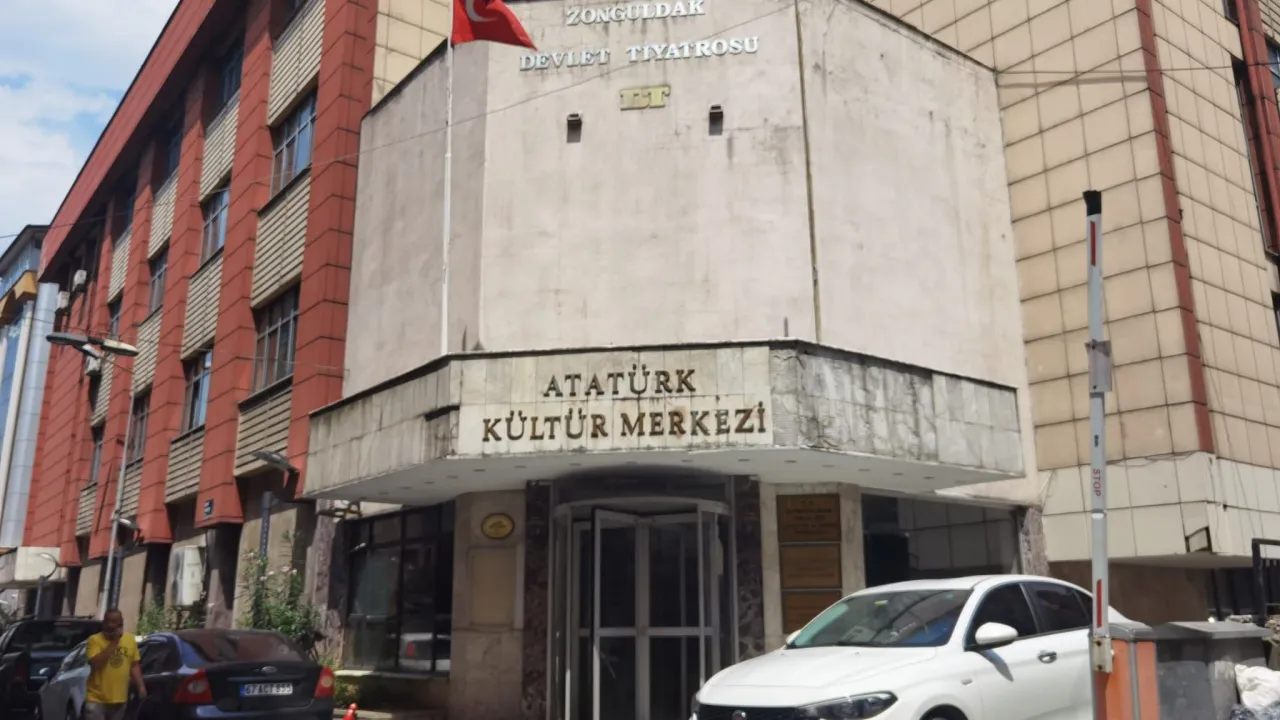 ZONGULDAK
DEVLET TİYATROSU
DT
ATATÜRK
KÜLTÜR MERKEZİ
STOP